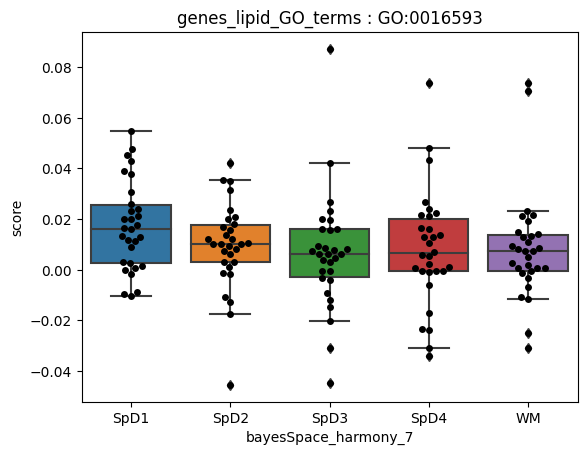 genes_lipid_GO_terms : GO:0016593
score
0.08
0.06
0.04
0.02
0.00
−0.02
−0.04
SpD1 SpD2 SpD3 SpD4 WM
bayesSpace_harmony_7